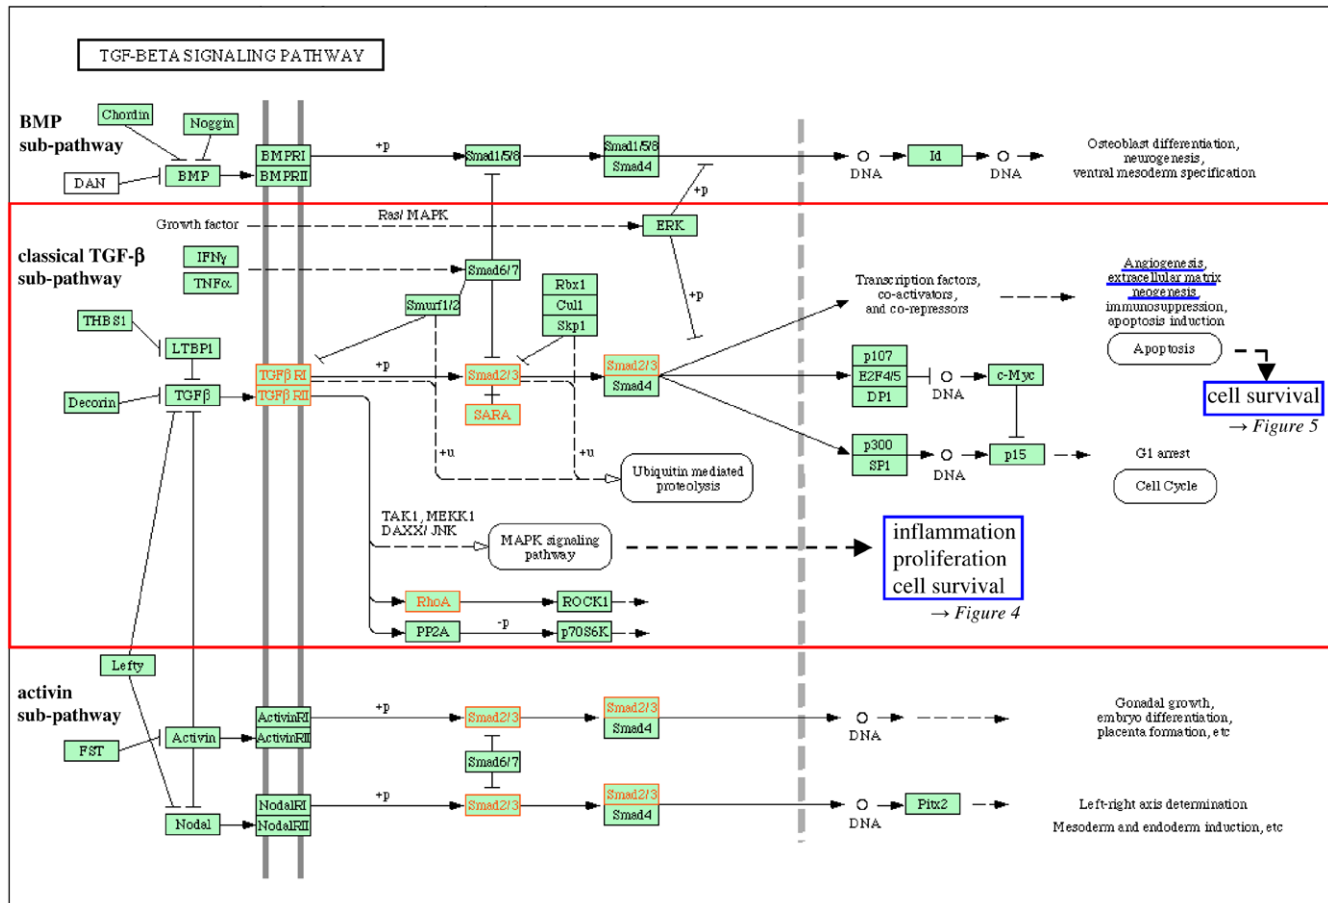 TGF-BETA SIGNALING PATHWAY
BMP
sub-pathway
Chordin
Noggin
DAN
BMP
BMPRI
BMPRII
+p
Smad1/5/8
Smad1/5/8
Smad4
+p
DNA
Id
DNA
Osteoblast differentiation,
neurogenesis,
ventral mesoderm specification
classical TGF-β
sub-pathway
Growth factor
Ras/ MAPK
ERK
IFNγ
TNFα
Smad6/7
Smurf1/2
Rbx1
Cul1
Skp1
+p
Transcription factors,
co-activators,
and co-repressors
Angiogenesis,
extracellular matrix
neogenesis,
immunosuppression,
apoptosis induction
Apoptosis
cell survival
→ Figure 5
THBS1
LTBP1
Decorin
TGFβ
TGFβ RI
TGFβ RII
+p
Smad2/3
SARA
Smad2/3
Smad4
p107
E2F4/5
DP1
DNA
c-Myc
p300
SP1
DNA
p15
G1 arrest
Cell Cycle
+u
+u
Ubiquitin mediated
proteolysis
TAK1, MEKK1
DAXX/ JNK
MAPK signaling
pathway
inflammation
proliferation
cell survival
→ Figure 4
RhoA
ROCK1
PP2A
-p
p70S6K
Lefty
activin
sub-pathway
FST
Activin
ActivinRI
ActivinRII
+p
Smad2/3
Smad2/3
Smad4
DNA
Gonadal growth,
embryo differentiation,
placenta formation, etc
Smad6/7
Nodal
NodalRI
NodalRII
+p
Smad2/3
Smad2/3
Smad4
DNA
Pitx2
Left-right axis determination
Mesoderm and endoderm induction, etc